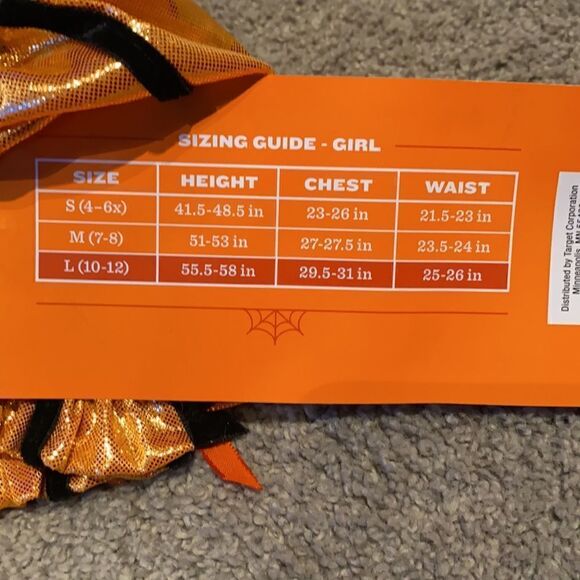 SIZING GUIDE - GIRL
SIZE HEIGHT CHEST WAIST
S (4-6x) 41.5-48.5 in 23-26 in 21.5-23 in
M (7-8) 51-53 in 27-27.5 in 23.5-24 in
L (10-12) 55.5-58 in 29.5-31 in 25-26 in
Distributed by Target Corporation
Minneapolis, MN